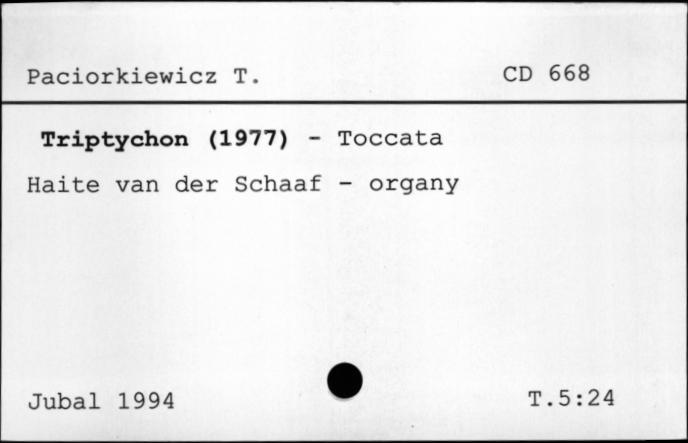 Paciorkiewicz T. CD 668
Triptychon (1977) - Toccata
Haite van der Schaaf - organy
Jubal 1994 T.5:24